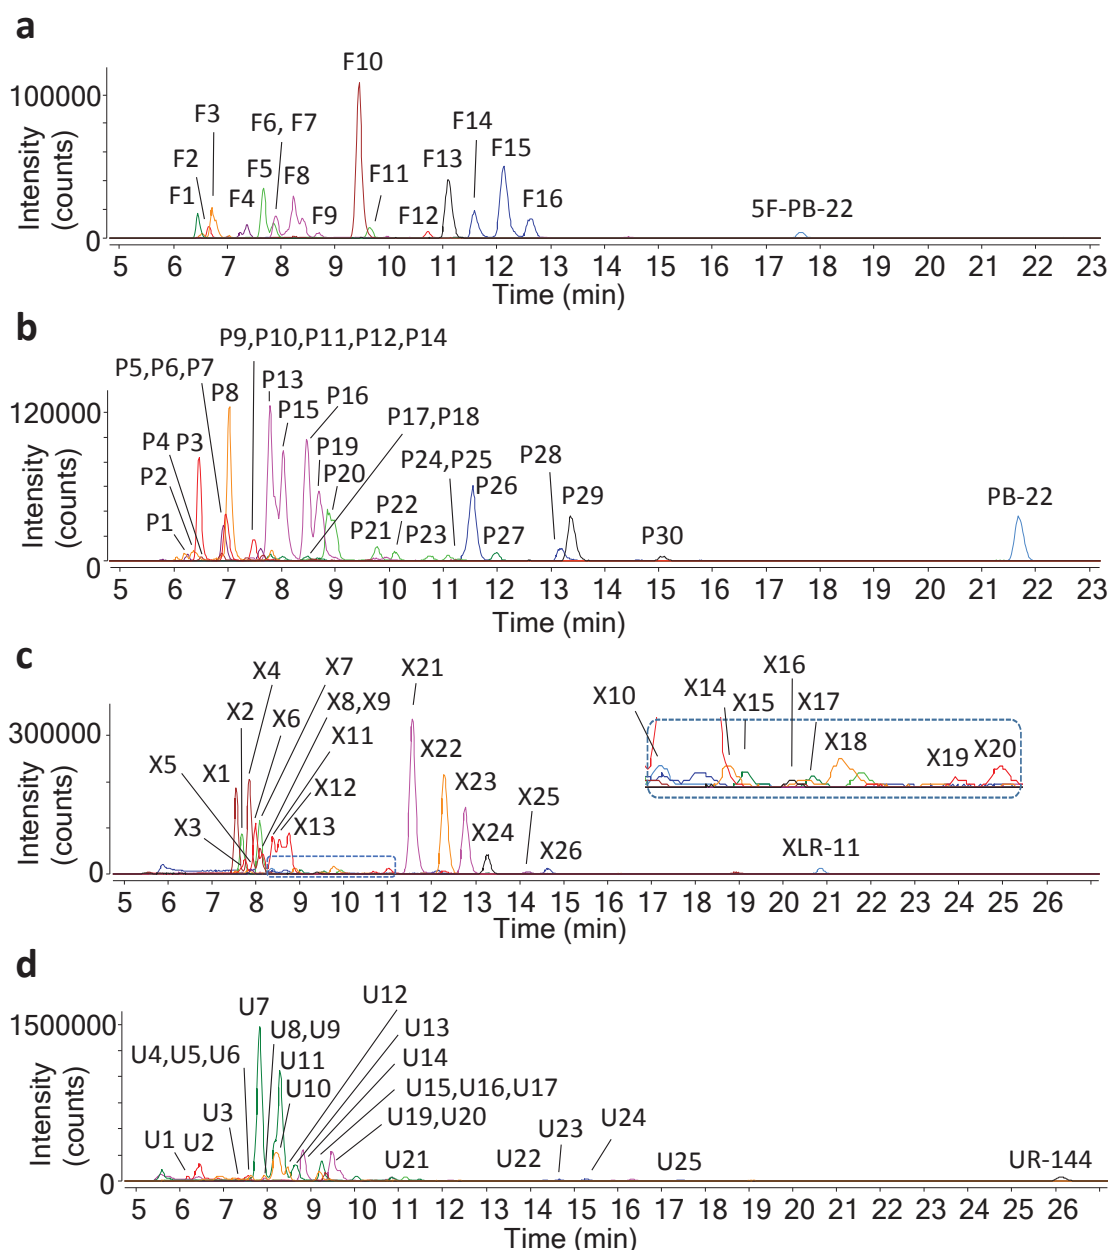 a
Intensity
(counts)
100000
0
F1
F2
F3
F4
F5
F6, F7
F8
F9
F10
F11
F12
F13
F14
F15
F16
5F-PB-22
5 6 7 8 9 10 11 12 13 14 15 16 17 18 19 20 21 22 23
Time (min)
b
Intensity
(counts)
120000
0
P1
P2
P4 P3
P5,P6,P7
P8
P9,P10,P11,P12,P14
P13
P15
P16
P17,P18
P19
P20
P21
P22
P23
P24,P25
P26
P27
P28
P29
P30
PB-22
5 6 7 8 9 10 11 12 13 14 15 16 17 18 19 20 21 22 23
Time (min)
c
Intensity
(counts)
300000
0
X3
X5
X1
X2
X4
X6
X7
X8,X9
X11
X12
X13
X21
X22
X23
X24
X25
X26
X10
X14
X15
X16
X17
X18
X19
X20
XLR-11
5 6 7 8 9 10 11 12 13 14 15 16 17 18 19 20 21 22 23 24 25 26
Time (min)
d
Intensity
(counts)
1500000
0
U1
U2
U3
U4,U5,U6
U7
U8,U9
U11
U10
U12
U13
U14
U15,U16,U17
U19,U20
U21
U22
U23
U24
U25
UR-144
5 6 7 8 9 10 11 12 13 14 15 16 17 18 19 20 21 22 23 24 25 26 27
Time (min)